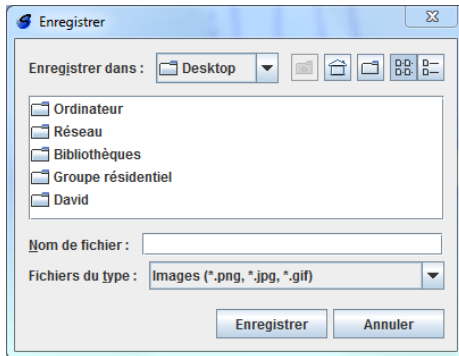 Enregistrer
Enregistrer dans : Desktop
Ordinateur
Réseau
Bibliothèques
Groupe résidentiel
David
Nom de fichier :
Fichiers du type : Images (*.png, *.jpg, *.gif)
Enregistrer Annuler